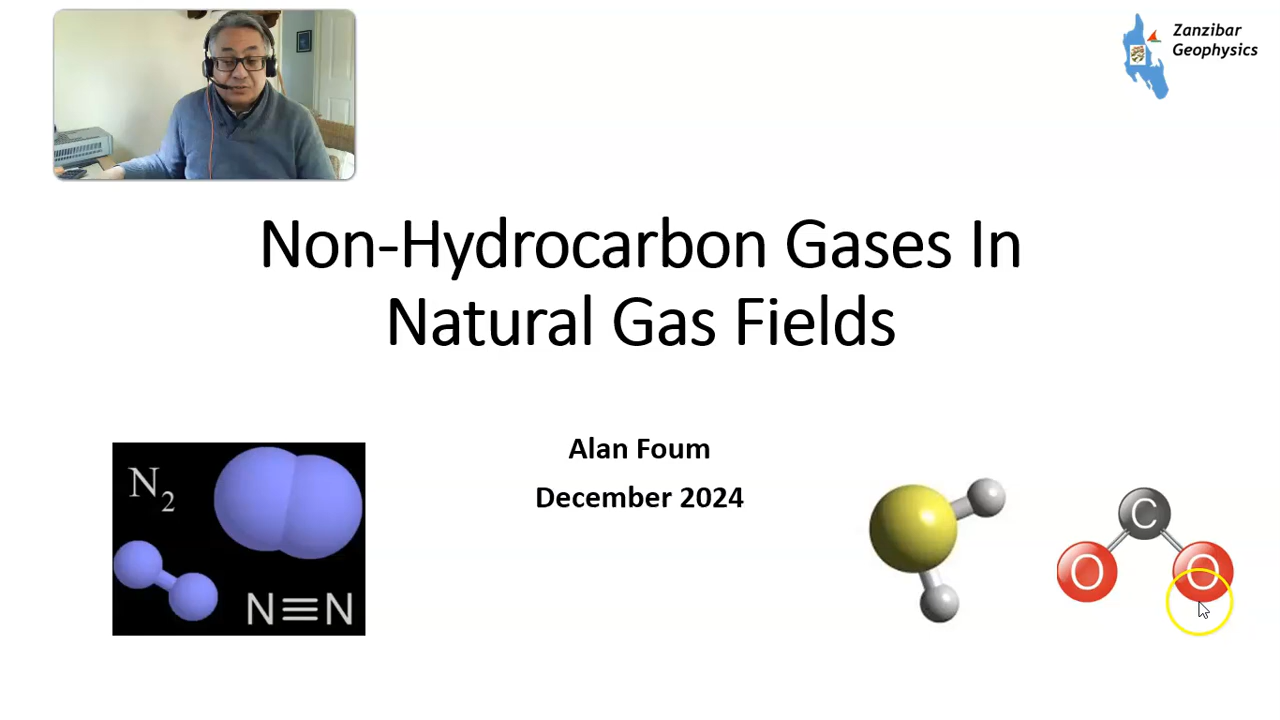 Zanzibar
Geophysics
Non-Hydrocarbon Gases In
Natural Gas Fields
Alan Foum
December 2024
N2
N≡N
C
O
O